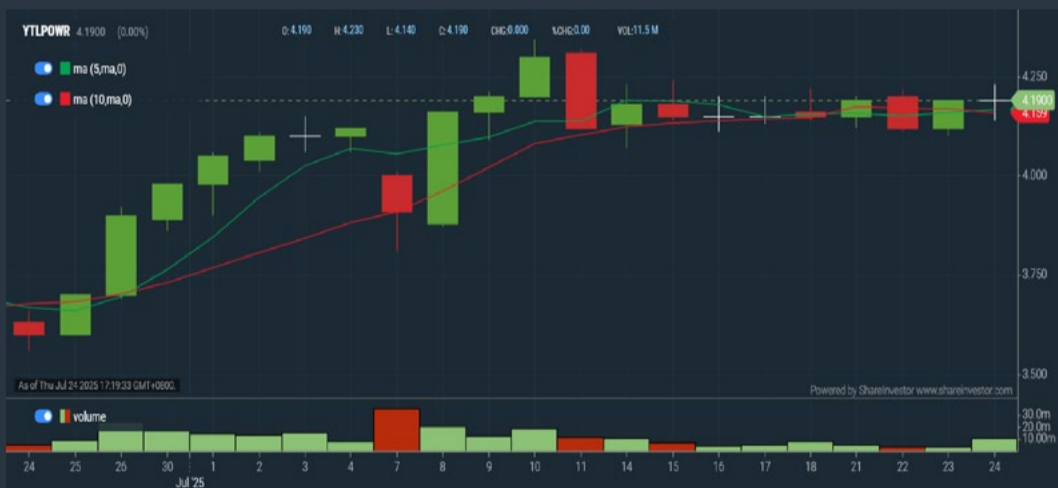 YTLPOWR 4.1900 (0.00%)
O:4.190 H:4.230 L:4.140 C:4.190 CHG:0.000 %CHG:0.00 VOL:11.5 M
ma (5,ma,0)
ma (10,ma,0)
4.250
4.1900
4.159
4.000
3.750
3.500
As of Thu Jul 24 2025 17:19:33 GMT+0800.
Powered by ShareInvestor www.shareinvestor.com
volume
30.0m
20.0m
10.00m
24 25 26 30 1 2 3 4 7 8 9 10 11 14 15 16 17 18 21 22 23 24
Jul '25